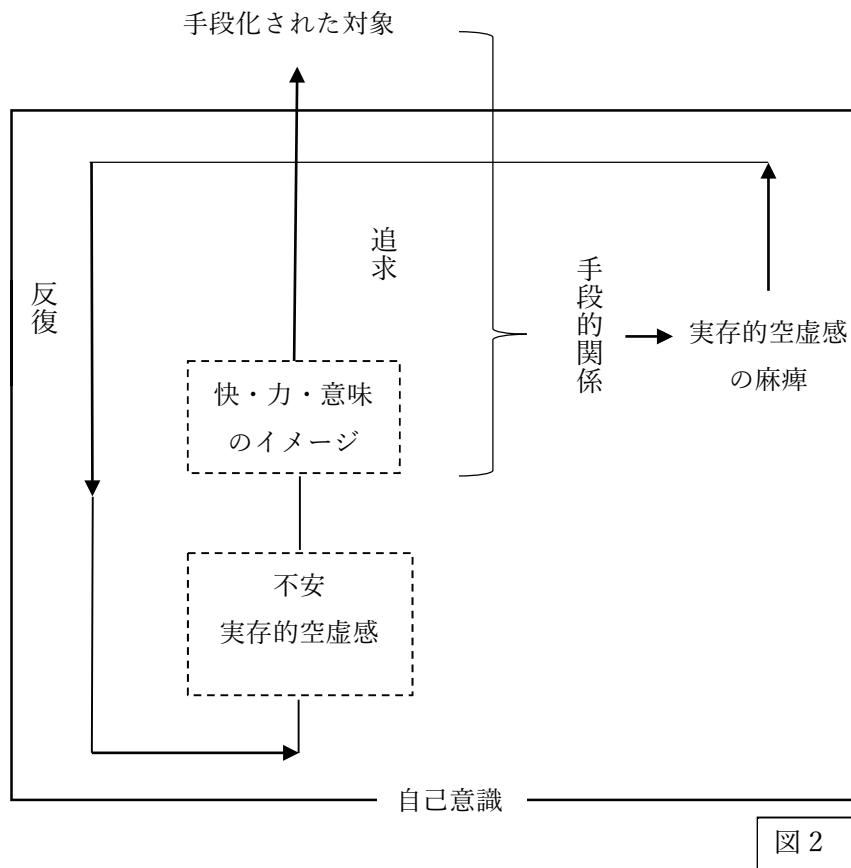 手段化された対象
追求
反復
手段的関係
実存的空虚感
の麻痺
快・力・意味
のイメージ
不安
実存的空虚感
自己意識
図 2